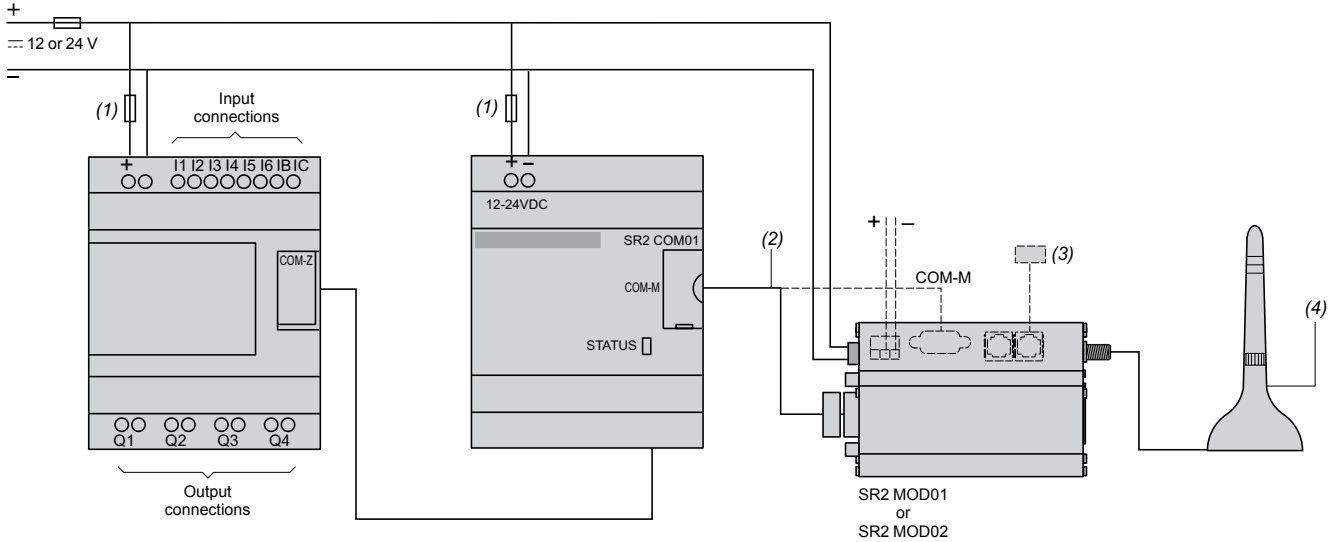 +
12 or 24 V
–
(1)
Input
connections
(1)
+
I1 I2 I3 I4 I5 I6 IB IC
+ –
12-24VDC
SR2 COM01
COM-Z
COM-M
STATUS
(2)
+ –
COM-M
(3)
(4)
Q1 Q2 Q3 Q4
Output
connections
SR2 MOD01
or
SR2 MOD02